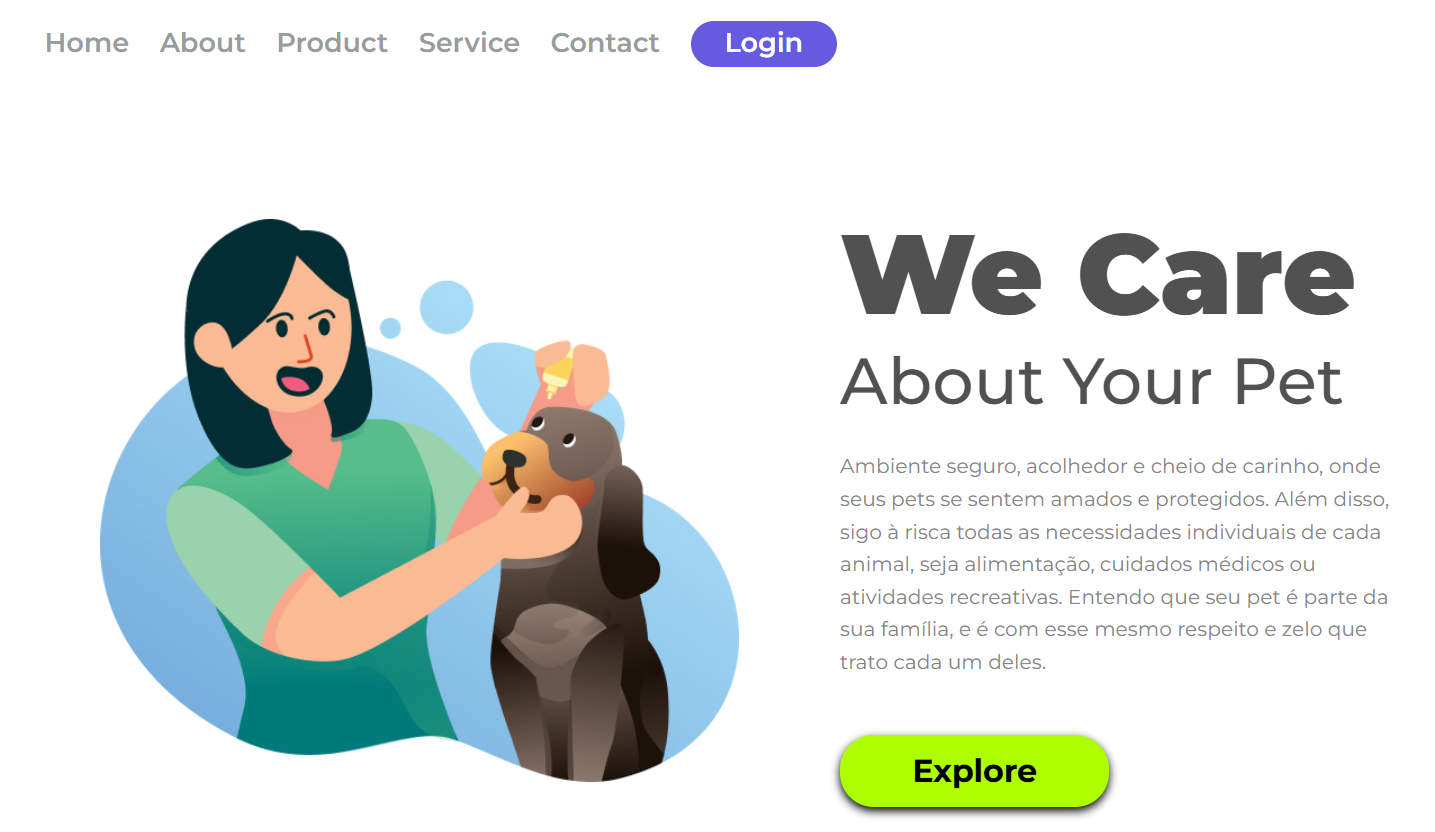 Home About Product Service Contact Login
We Care
About Your Pet
Ambiente seguro, acolhedor e cheio de carinho, onde
seus pets se sentem amados e protegidos. Além disso,
sigo à risca todas as necessidades individuais de cada
animal, seja alimentação, cuidados médicos ou
atividades recreativas. Entendo que seu pet é parte da
sua família, e é com esse mesmo respeito e zelo que
trato cada um deles.
Explore